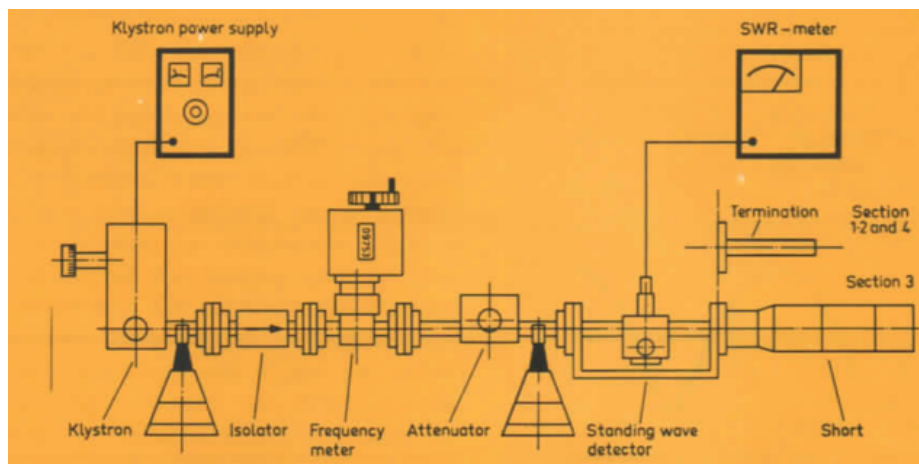 Klystron power supply
SWR-meter
09753
Termination
Section
1-2 and 4
Section 3
Klystron
Isolator
Frequency
meter
Attenuator
Standing wave
detector
Short